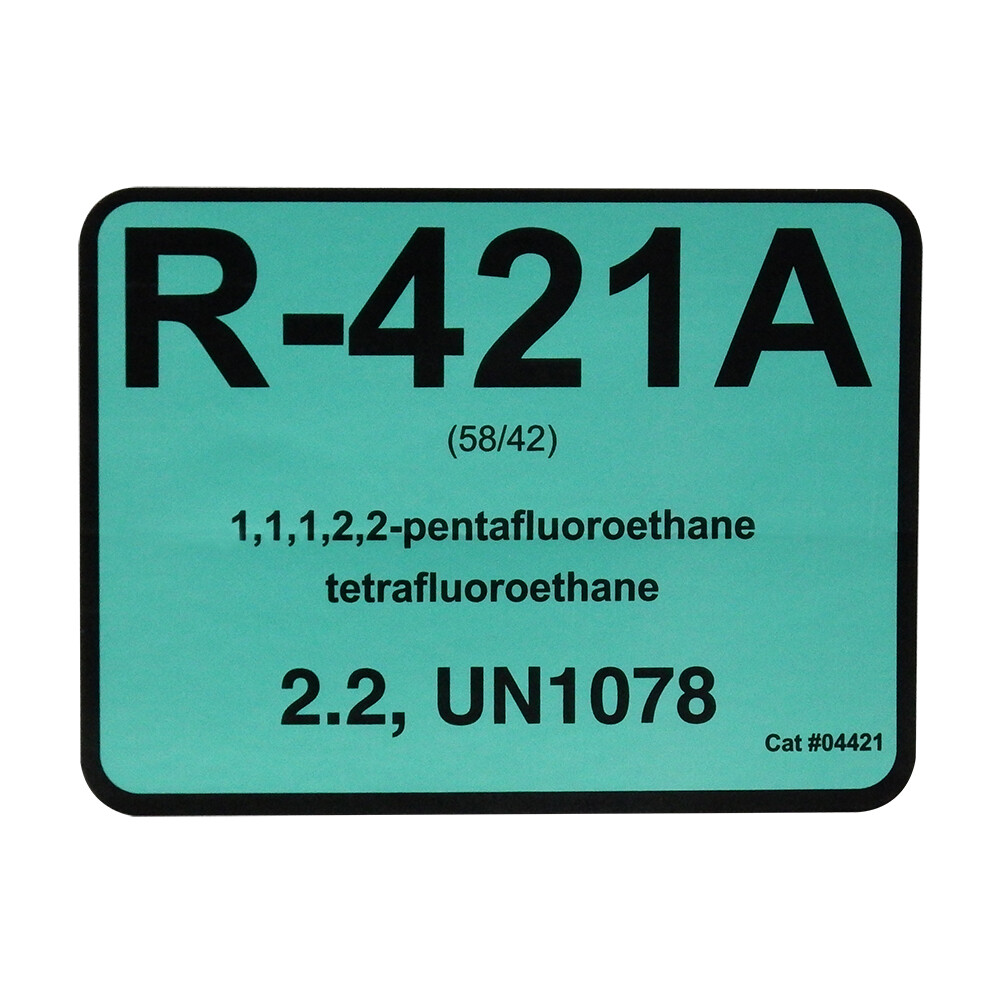 R-421A
(58/42)
1,1,1,2,2-pentafluoroethane
tetrafluoroethane
2.2, UN1078
Cat #04421